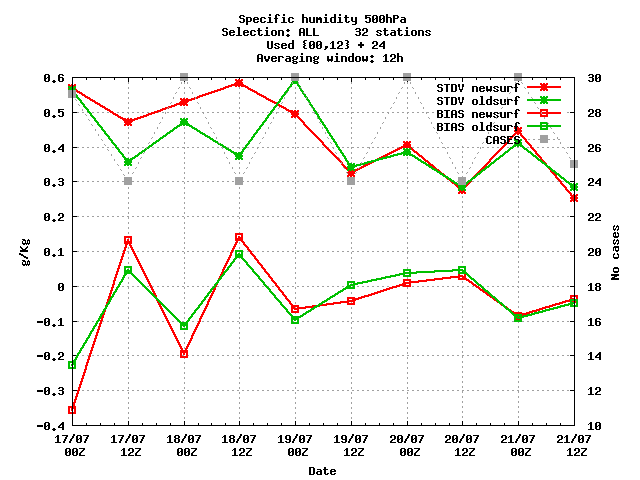 Specific humidity 500hPa
Selection: ALL 32 stations
Used {00,12} + 24
Averaging window: 12h
STDV newsurf
STDV oldsurf
BIAS newsurf
BIAS oldsurf
CASES
0,6
0,5
0,4
0,3
0,2
0,1
0
-0,1
-0,2
-0,3
-0,4
g/Kg
30
28
26
24
22
20
18
16
14
12
10
No cases
17/07 17/07 18/07 18/07 19/07 19/07 20/07 20/07 21/07 21/07
00Z 12Z 00Z 12Z 00Z 12Z 00Z 12Z 00Z 12Z
Date